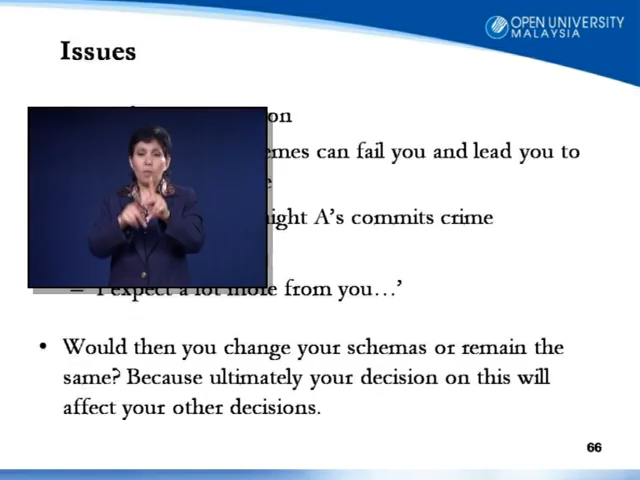 OPEN UNIVERSITY
MALAYSIA
Issues
on
emes can fail you and lead you to
e
ight A's commits crime
– I expect a lot more from you…'
• Would then you change your schemas or remain the
same? Because ultimately your decision on this will
affect your other decisions.
66